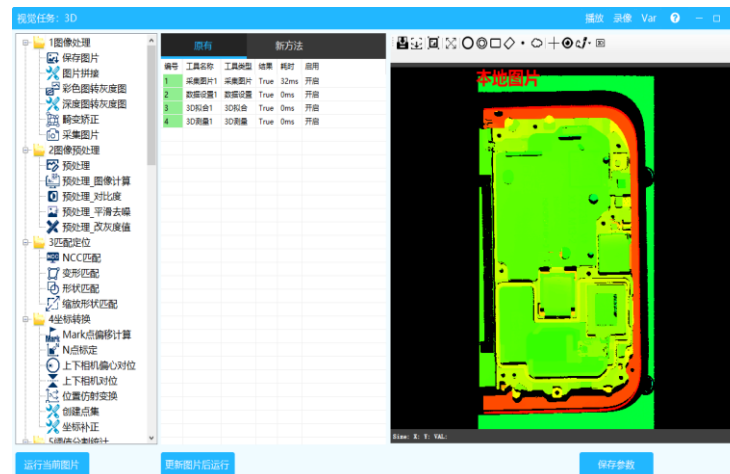 视觉任务：3D
播放 录像 Var ?
1图像处理
保存图片
图片拼接
彩色图转灰度图
深度图转灰度图
畸变矫正
采集图片
2图像预处理
预处理
预处理_图像计算
预处理_对比度
预处理_平滑去噪
预处理_改灰度值
3匹配定位
NCC匹配
变形匹配
形状匹配
缩放形状匹配
4坐标转换
Mark点偏移计算
N点标定
上下相机偏心对位
上下相机对位
位置仿射变换
创建点集
坐标补正
5阈值分割统计
原有 新方法
编号 工具名称 工具类型 结果 耗时 启用
1 采集图片1 采集图片 True 32ms 开启
2 数据设置1 数据设置 True 0ms 开启
3 3D拟合1 3D拟合 True 0ms 开启
4 3D测量1 3D测量 True 0ms 开启
本地图片
Size: X: Y: VAL:
运行当前图片
更新图片后运行
保存参数